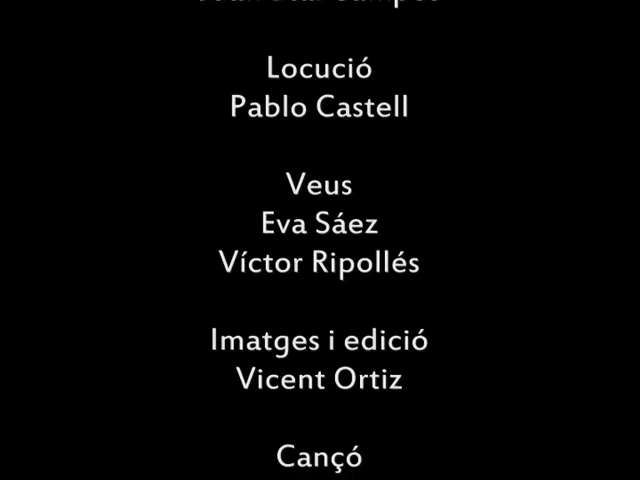 Locució
Pablo Castell
Veus
Eva Sáez
Víctor Ripollés
Imatges i edició
Vicent Ortiz
Cançó